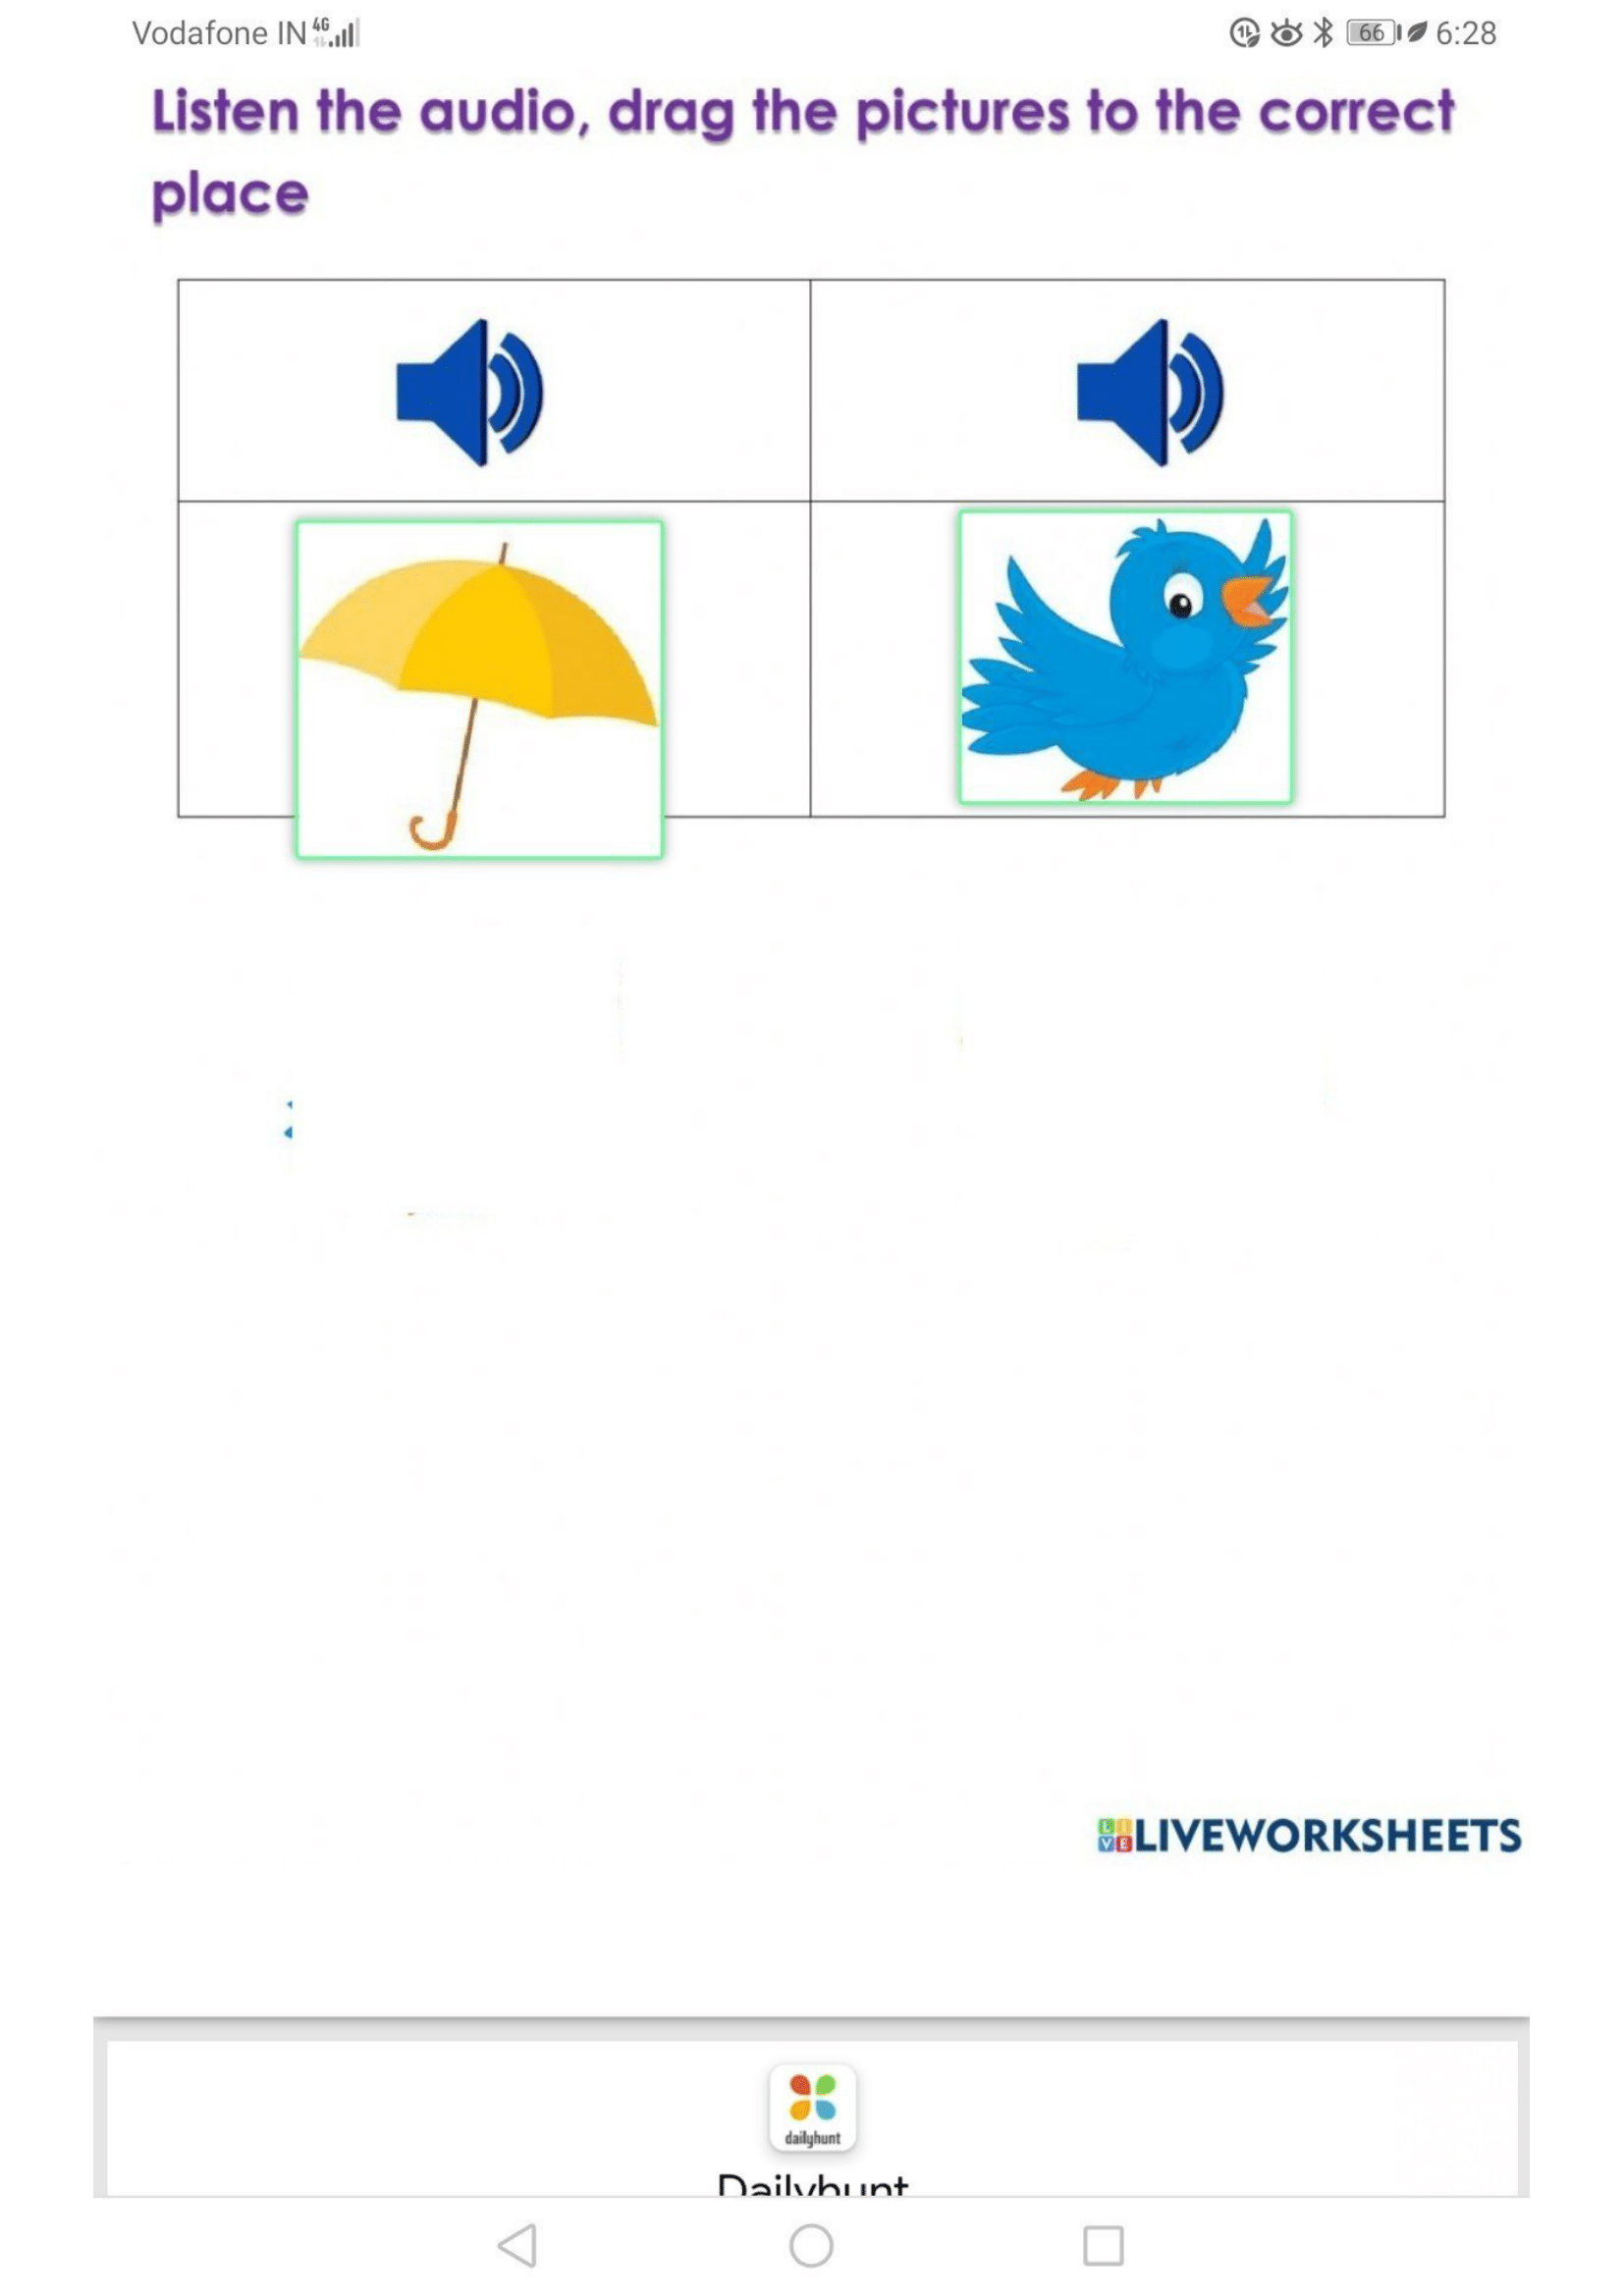 Vodafone IN 4G 66 6:28
Listen the audio, drag the pictures to the correct
place
LIVE LIVEWORKSHEETS
dailyhunt
Dailyhunt